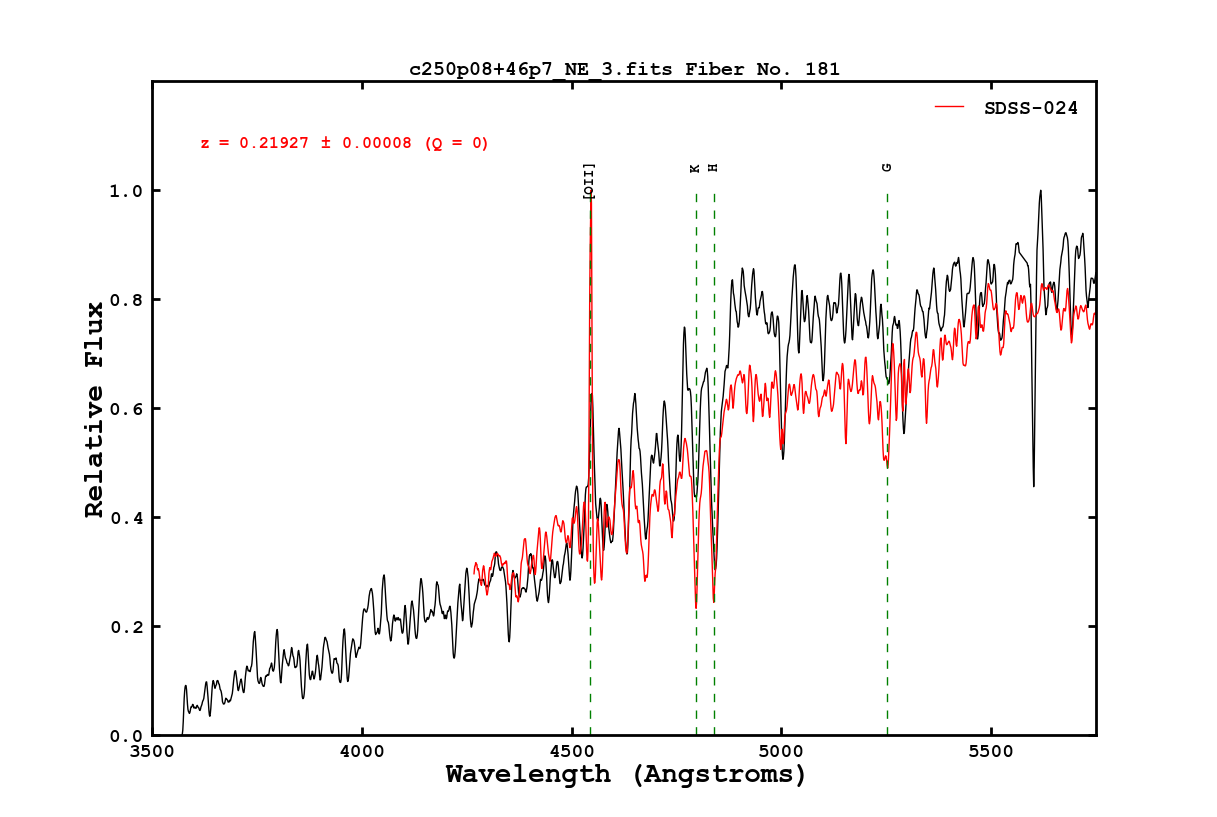 c250p08+46p7_NE_3.fits Fiber No. 181
SDSS-024
z = 0.21927 ± 0.00008 (Q = 0)
[OII]
K
H
G
1.0
0.8
0.6
0.4
0.2
0.0
Relative Flux
3500 4000 4500 5000 5500
Wavelength (Angstroms)